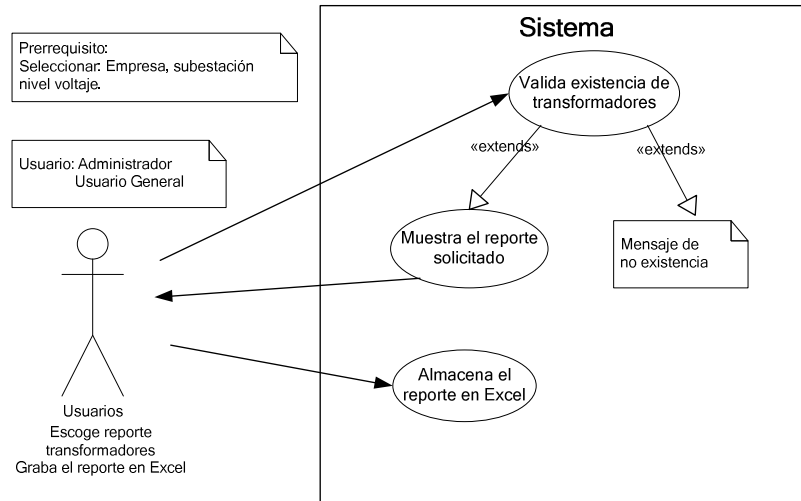 Sistema
Prerrequisito:
Seleccionar: Empresa, subestación
nivel voltaje.
Valida existencia de
transformadores
Usuario: Administrador
Usuario General
«extends»
«extends»
Muestra el reporte
solicitado
Mensaje de
no existencia
Almacena el
reporte en Excel
Usuarios
Escoge reporte
transformadores
Graba el reporte en Excel